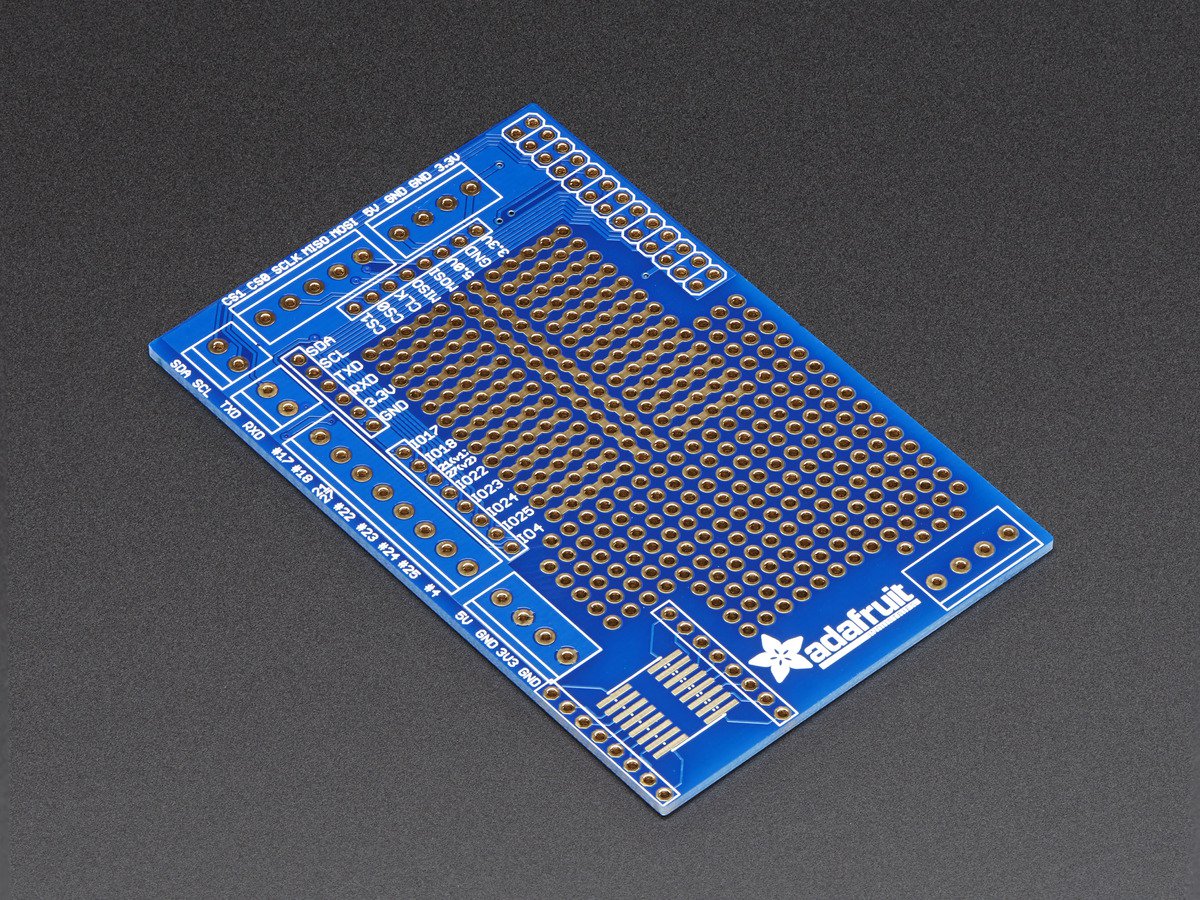 CS1 CS0 SCLK MISO MOSI 5V GND GND 3.3V
3.3V
GND
5.0V
MOSI
MISO
CLK
CS0
CS1
SDA
SCL
TXD
RXD
3.3V
GND
IO17
IO18
IO22
IO23
IO24
IO25
IO4
SDA SCL TXD RXD #17 #18 #22 #23 #24 #25 #4 5V GND 3V3 GND
adafruit